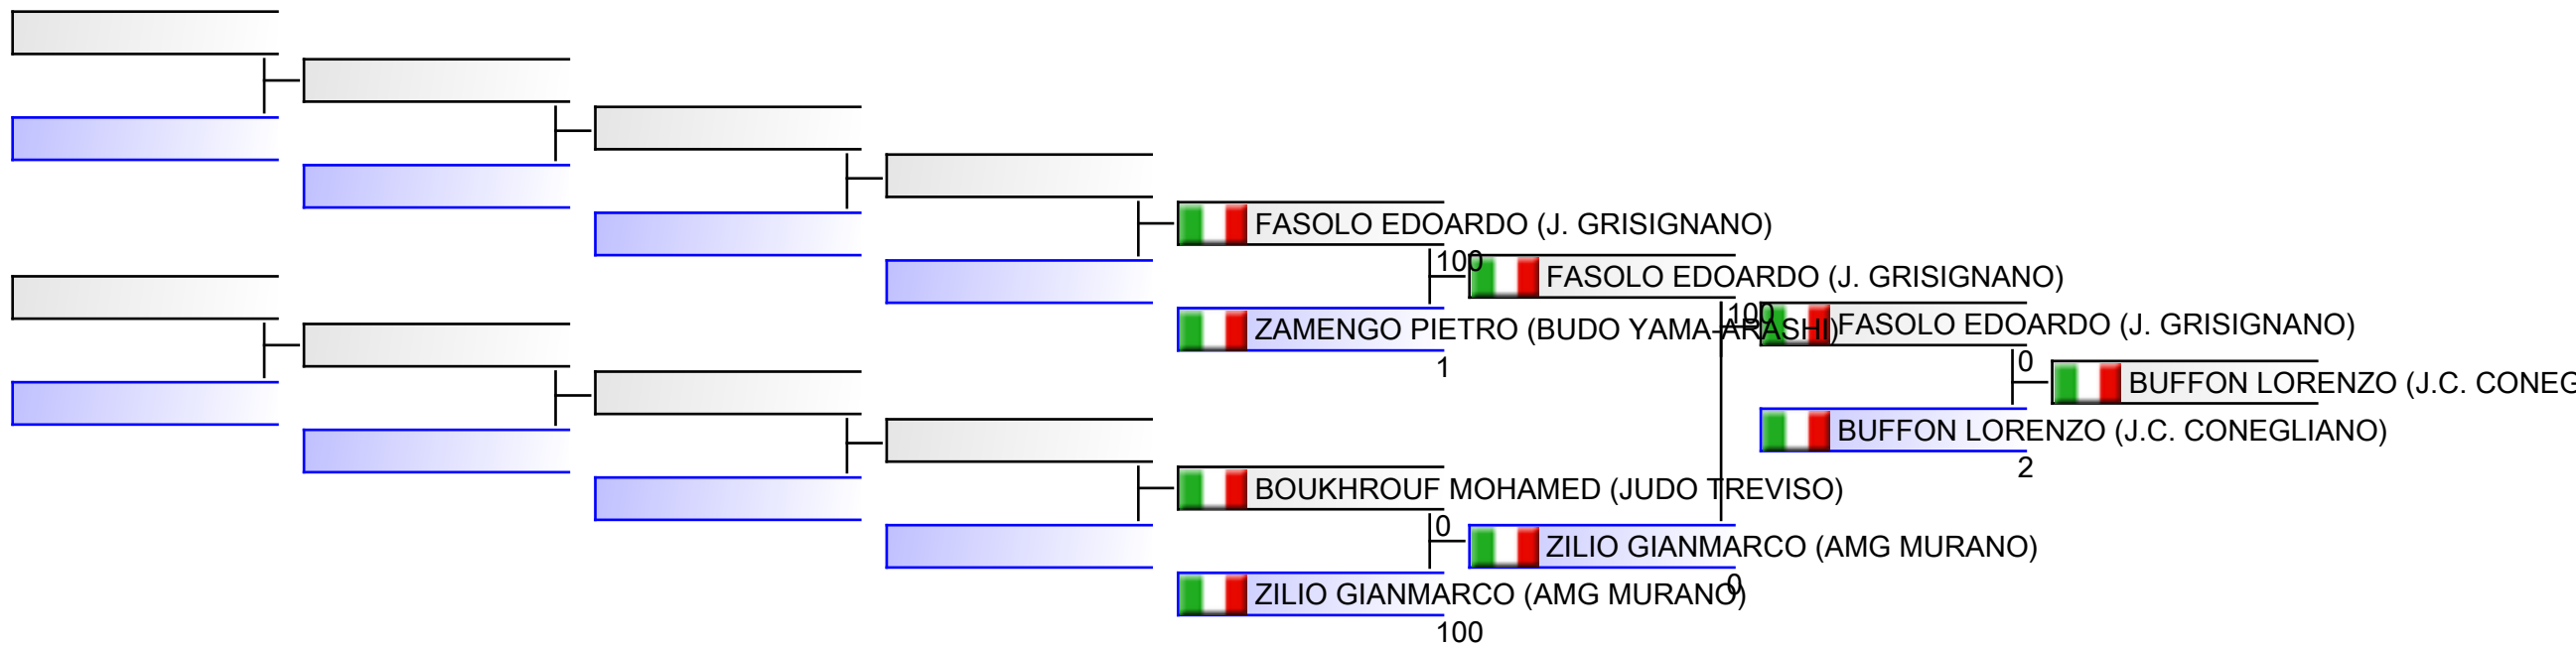 FASOLO EDOARDO (J. GRISIGNANO)
100
FASOLO EDOARDO (J. GRISIGNANO)
ZAMENGO PIETRO (BUDO YAMA-ARASHI)
1
100
FASOLO EDOARDO (J. GRISIGNANO)
0
BUFFON LORENZO (J.C. CONEG
BUFFON LORENZO (J.C. CONEGLIANO)
2
BOUKHROUF MOHAMED (JUDO TREVISO)
0
ZILIO GIANMARCO (AMG MURANO)
0
ZILIO GIANMARCO (AMG MURANO)
100